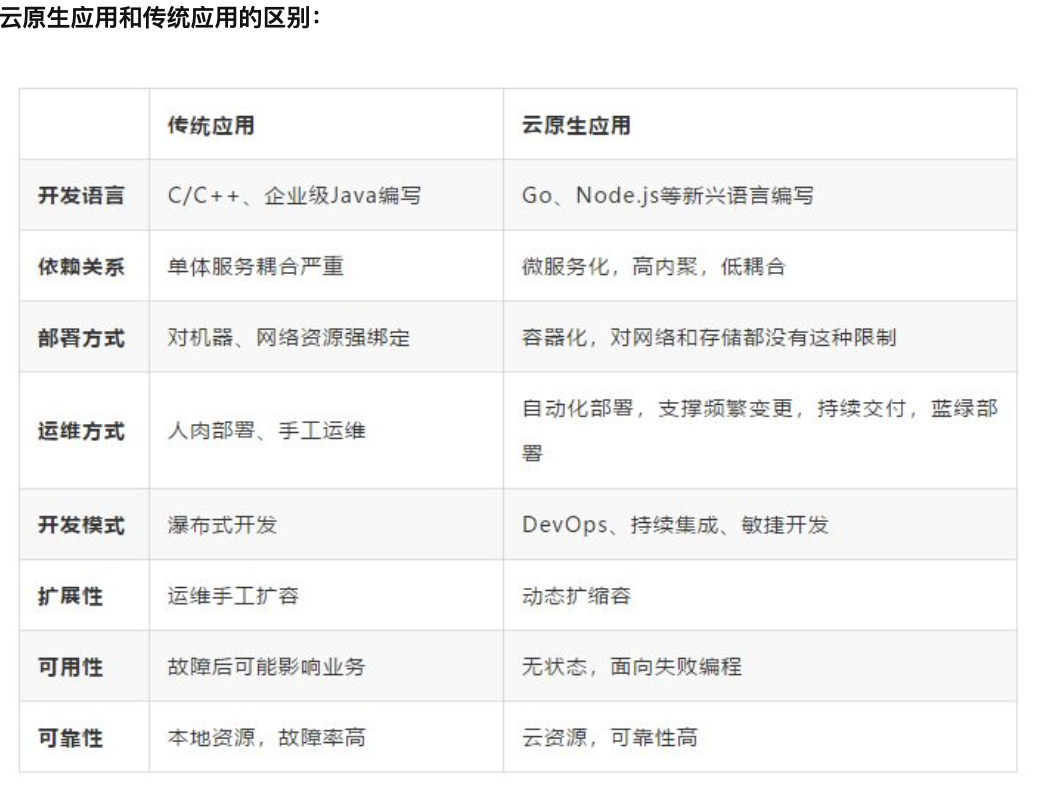 云原生应用和传统应用的区别：
传统应用 云原生应用
开发语言 C/C++、企业级Java编写 Go、Node.js等新兴语言编写
依赖关系 单体服务耦合严重 微服务化，高内聚，低耦合
部署方式 对机器、网络资源强绑定 容器化，对网络和存储都没有这种限制
运维方式 人肉部署、手工运维 自动化部署，支撑频繁变更，持续交付，蓝绿部
署
开发模式 瀑布式开发 DevOps、持续集成、敏捷开发
扩展性 运维手工扩容 动态扩缩容
可用性 故障后可能影响业务 无状态，面向失败编程
可靠性 本地资源，故障率高 云资源，可靠性高